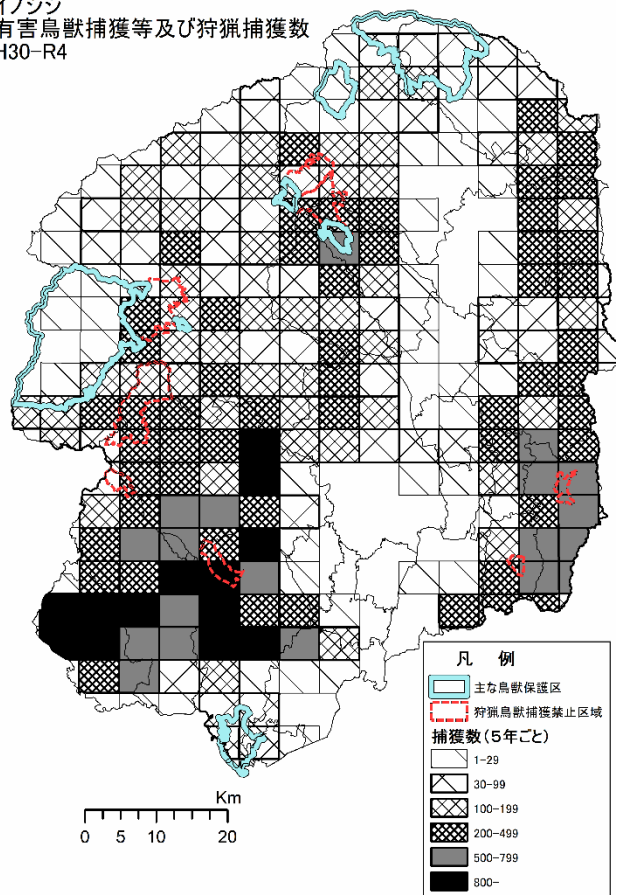 イノシシ
有害鳥獣捕獲等及び狩猟捕獲数
H30-R4
凡 例
主な鳥獣保護区
狩猟鳥獣捕獲禁止区域
捕獲数(5年ごと)
1-29
30-99
100-199
200-499
500-799
800-
Km
0 5 10 20